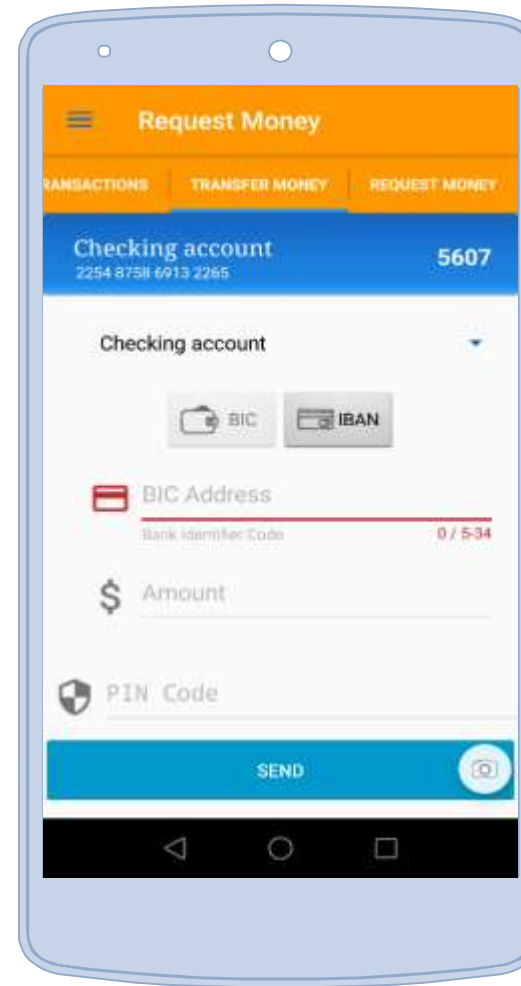 Request Money
RANSACTIONS TRANSFER MONEY REQUEST MONEY
Checking account 5607
2254 8758 6913 2265
Checking account
BIC IBAN
BIC Address
Bank Identifier Code 0 / 5-34
$ Amount
PIN Code
SEND